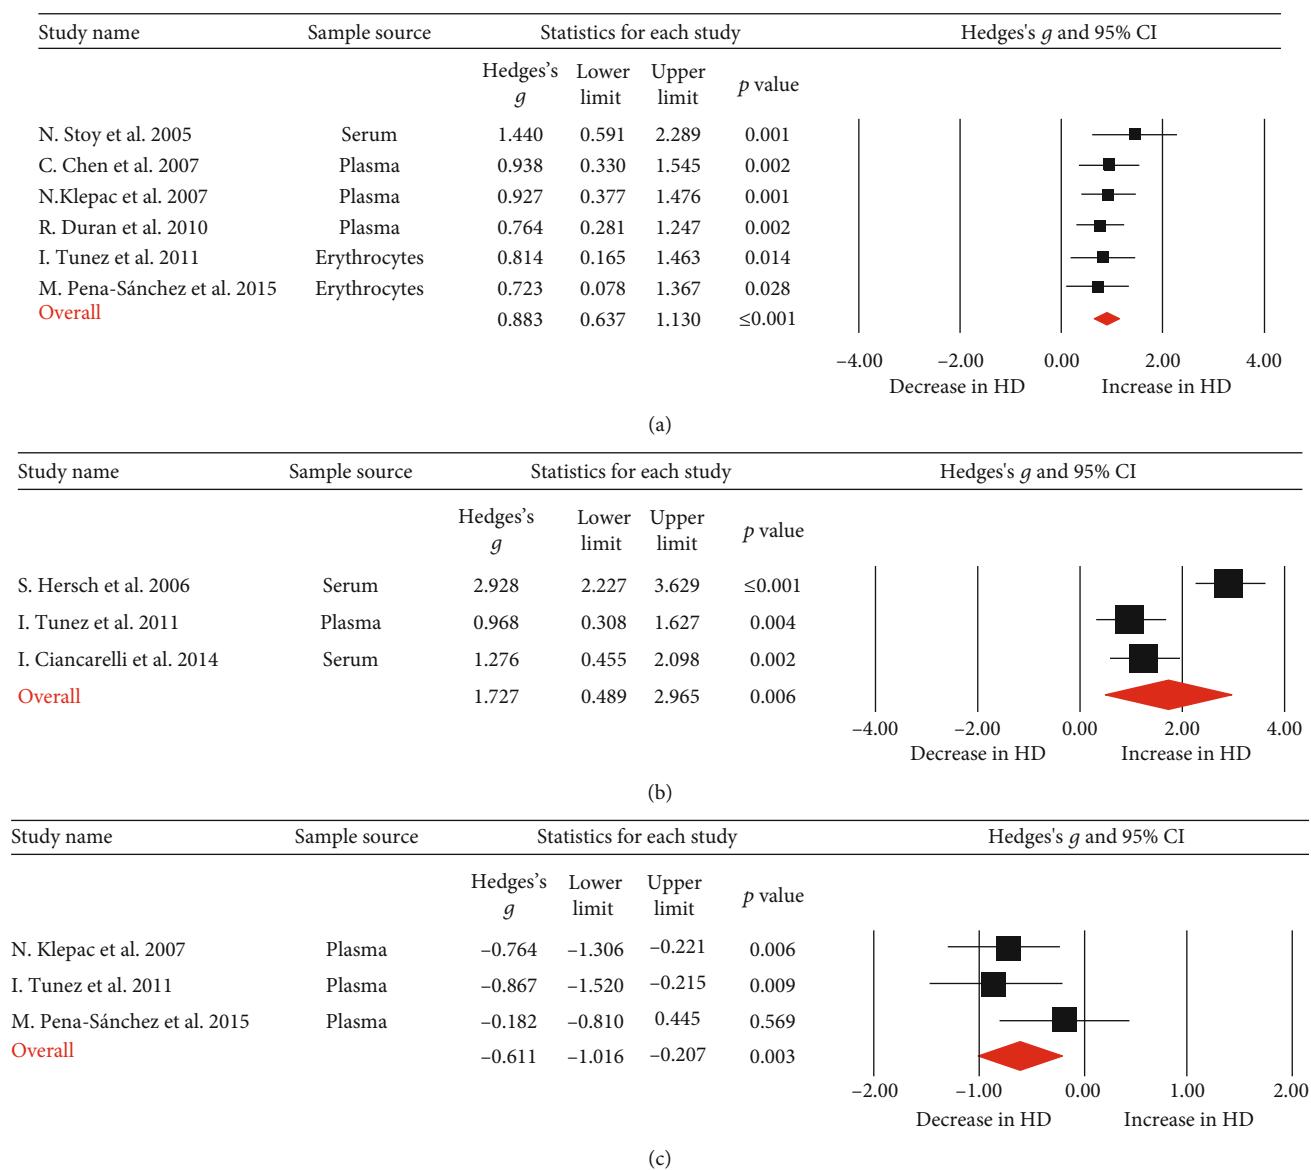 Study name Sample source Statistics for each study Hedges's g and 95% CI
Hedges's g Lower limit Upper limit p value
N. Stoy et al. 2005 Serum 1.440 0.591 2.289 0.001
C. Chen et al. 2007 Plasma 0.938 0.330 1.545 0.002
N.Klepac et al. 2007 Plasma 0.927 0.377 1.476 0.001
R. Duran et al. 2010 Plasma 0.764 0.281 1.247 0.002
I. Tunez et al. 2011 Erythrocytes 0.814 0.165 1.463 0.014
M. Pena-Sánchez et al. 2015 Erythrocytes 0.723 0.078 1.367 0.028
Overall 0.883 0.637 1.130 ≤0.001
–4.00 –2.00 0.00 2.00 4.00
Decrease in HD Increase in HD
(a)
Study name Sample source Statistics for each study Hedges's g and 95% CI
Hedges's g Lower limit Upper limit p value
S. Hersch et al. 2006 Serum 2.928 2.227 3.629 ≤0.001
I. Tunez et al. 2011 Plasma 0.968 0.308 1.627 0.004
I. Ciancarelli et al. 2014 Serum 1.276 0.455 2.098 0.002
Overall 1.727 0.489 2.965 0.006
–4.00 –2.00 0.00 2.00 4.00
Decrease in HD Increase in HD
(b)
Study name Sample source Statistics for each study Hedges's g and 95% CI
Hedges's g Lower limit Upper limit p value
N. Klepac et al. 2007 Plasma –0.764 –1.306 –0.221 0.006
I. Tunez et al. 2011 Plasma –0.867 –1.520 –0.215 0.009
M. Pena-Sánchez et al. 2015 Plasma –0.182 –0.810 0.445 0.569
Overall –0.611 –1.016 –0.207 0.003
–2.00 –1.00 0.00 1.00 2.00
Decrease in HD Increase in HD
(c)